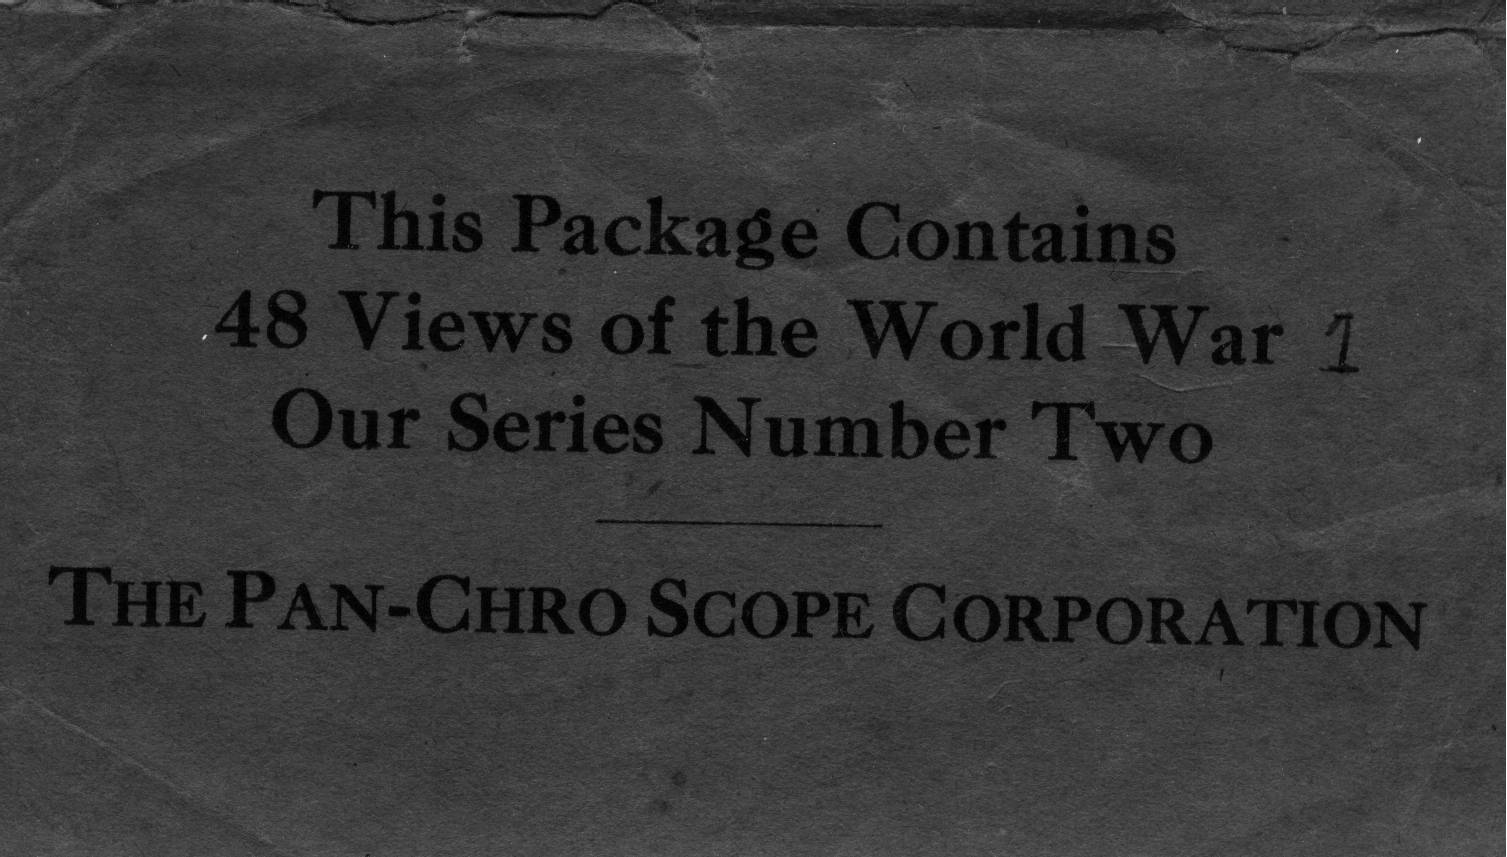 This Package Contains
48 Views of the World War 1
Our Series Number Two
THE PAN-CHRO SCOPE CORPORATION